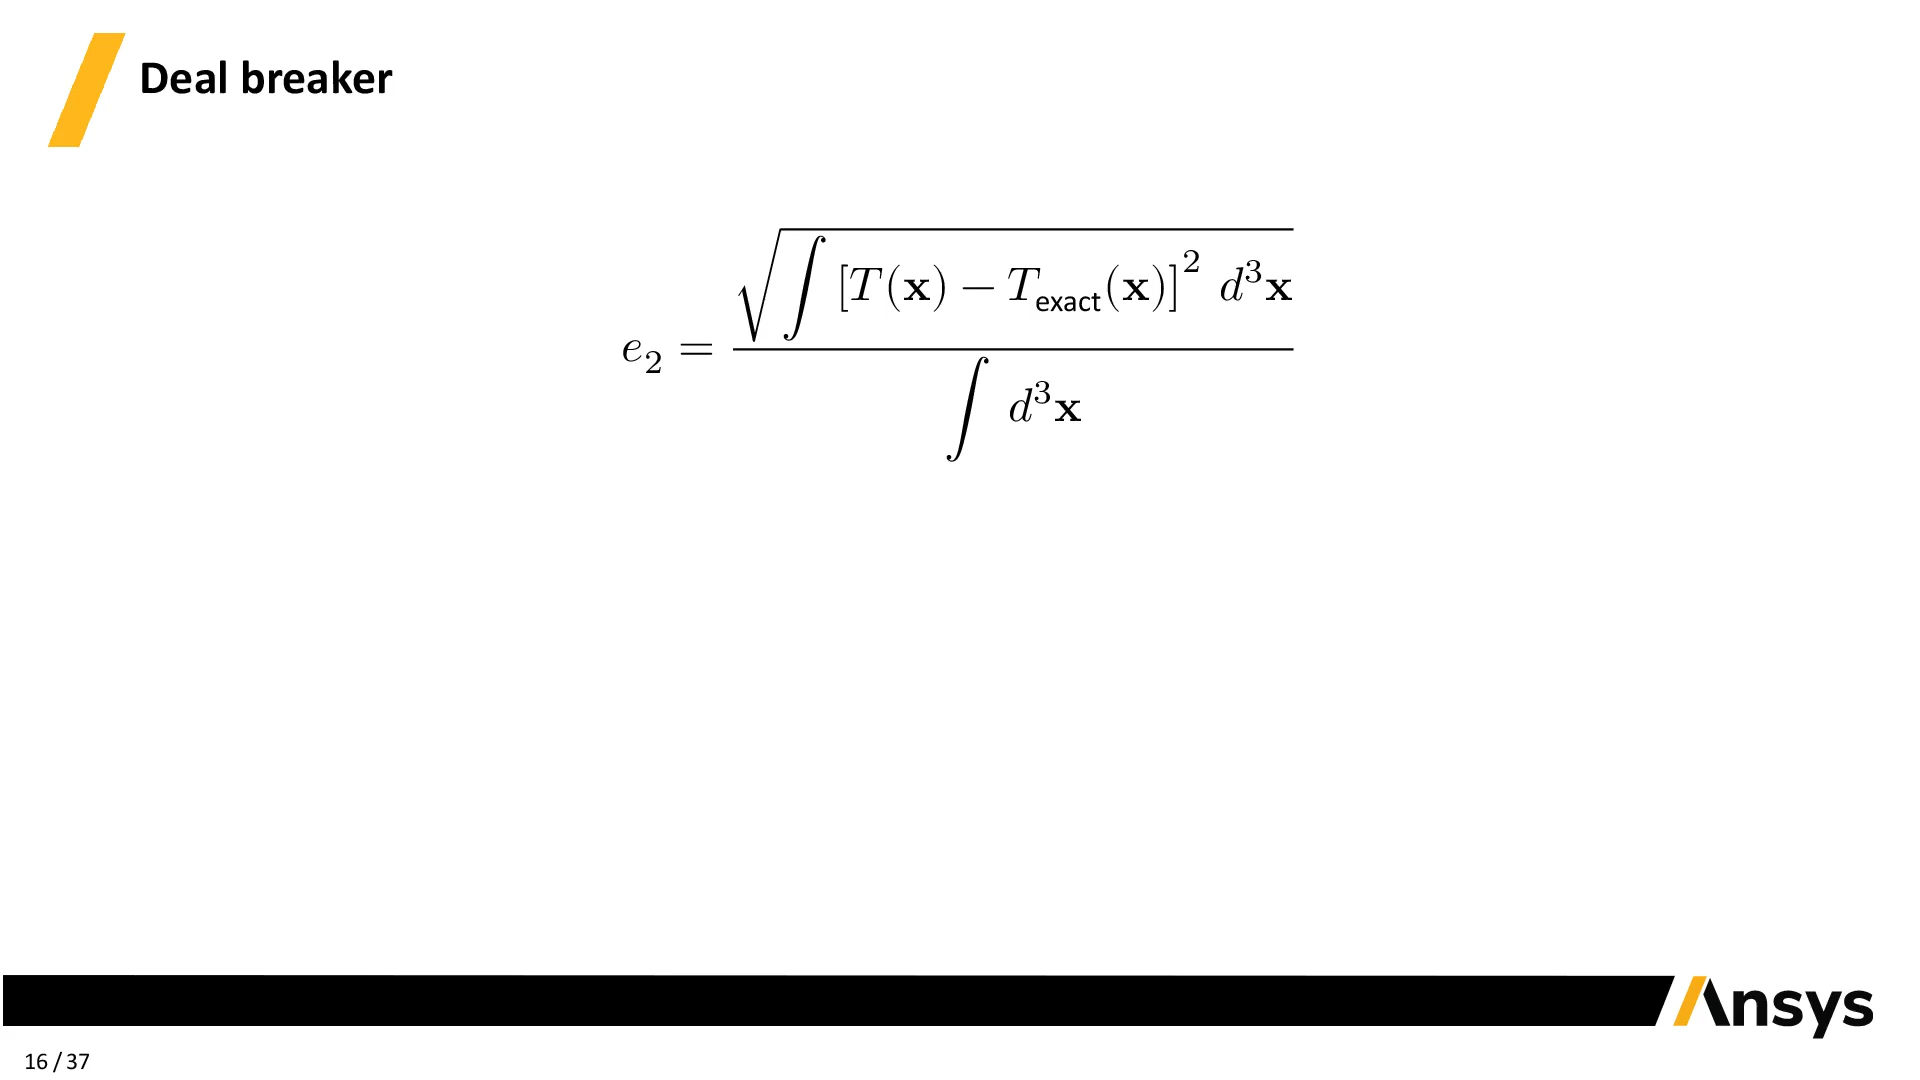 Deal breaker
e₂ = √(∫ [T(𝐱) − T_exact(𝐱)]² d³𝐱) / ∫ d³𝐱
Ansys
16 / 37